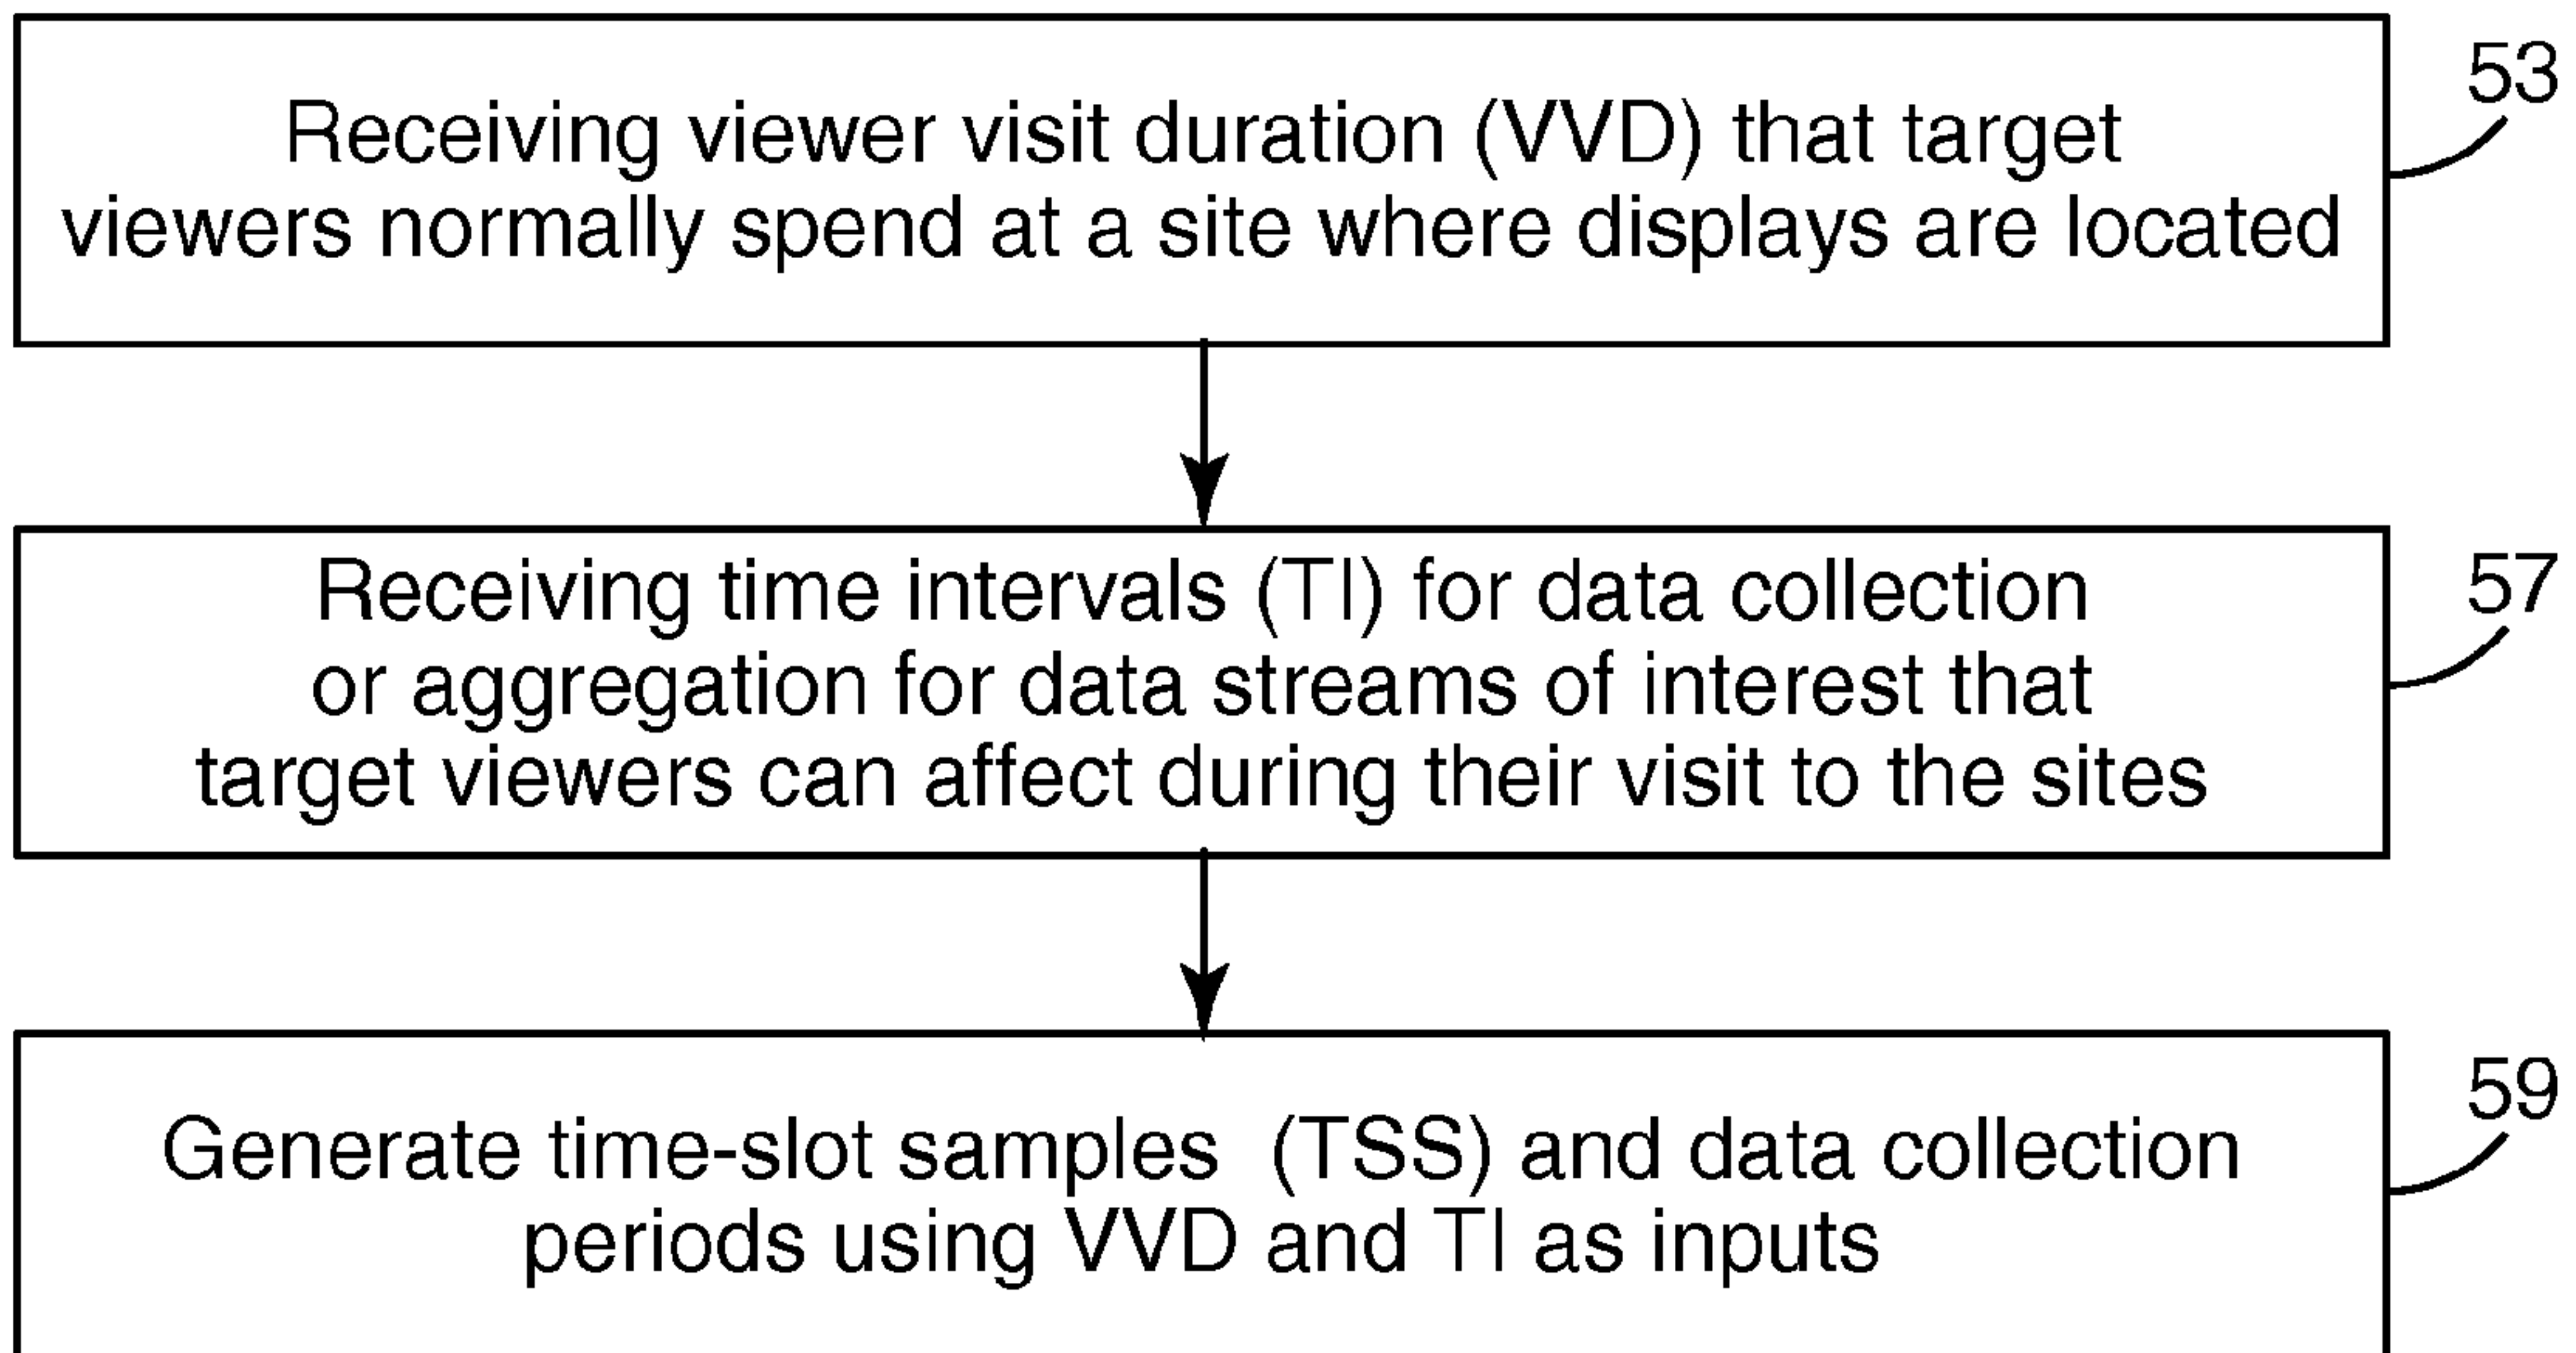 53
Receiving viewer visit duration (VVD) that target
viewers normally spend at a site where displays are located
57
Receiving time intervals (TI) for data collection
or aggregation for data streams of interest that
target viewers can affect during their visit to the sites
59
Generate time-slot samples (TSS) and data collection
periods using VVD and TI as inputs